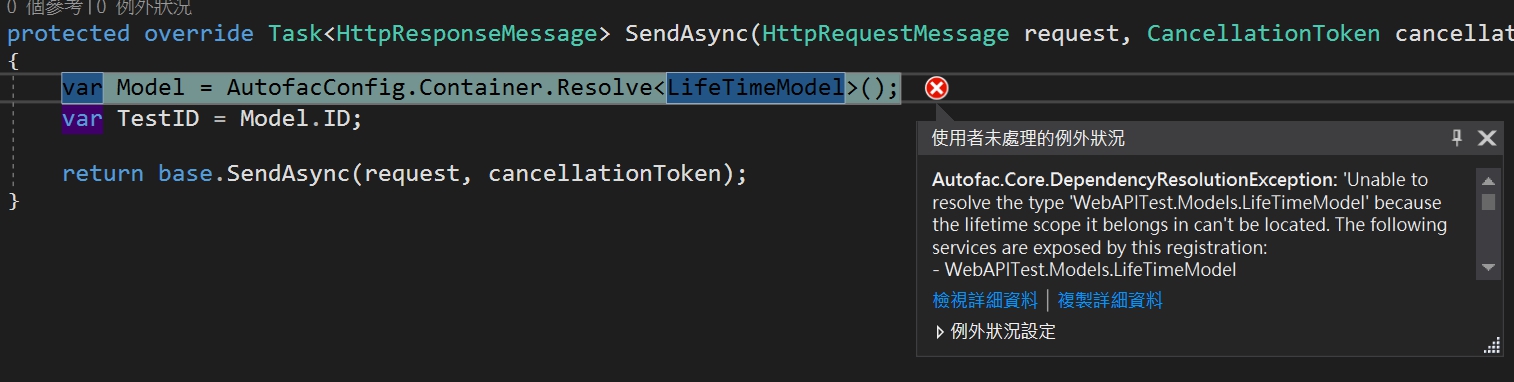 0 個參考|0 例外狀況
protected override Task<HttpResponseMessage> SendAsync(HttpRequestMessage request, CancellationToken cancellat
{
var Model = AutofacConfig.Container.Resolve<LifeTimeModel>();
var TestID = Model.ID;
return base.SendAsync(request, cancellationToken);
}
使用者未處理的例外狀況
Autofac.Core.DependencyResolutionException: 'Unable to
resolve the type 'WebAPITest.Models.LifeTimeModel' because
the lifetime scope it belongs in can't be located. The following
services are exposed by this registration:
- WebAPITest.Models.LifeTimeModel
檢視詳細資料 | 複製詳細資料
例外狀況設定